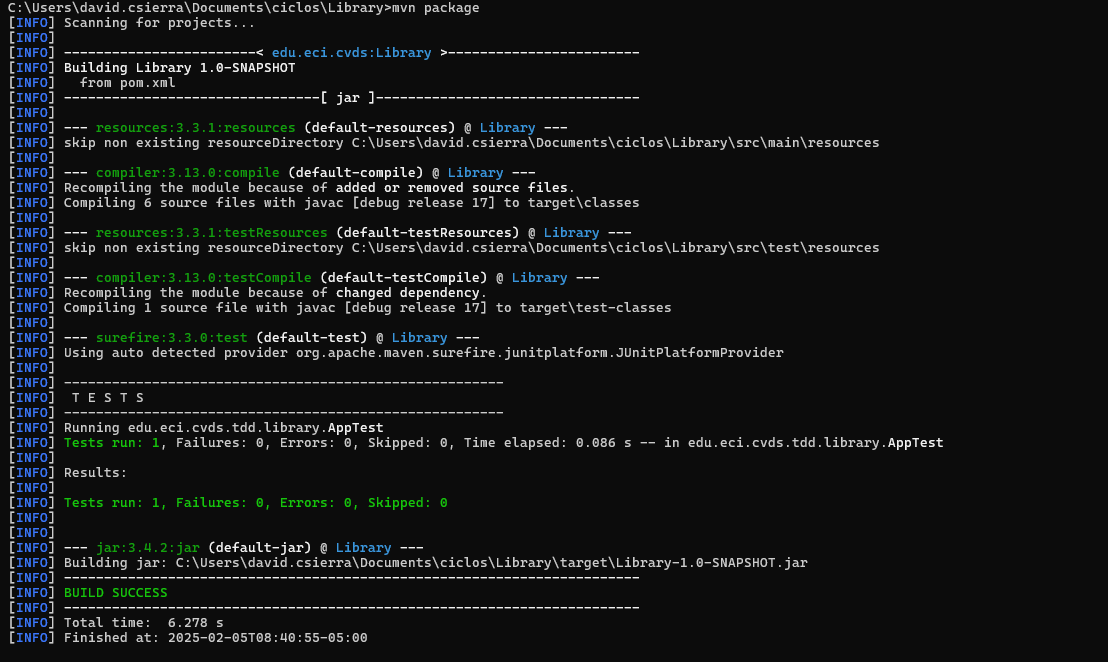 C:\Users\david.csierra\Documents\ciclos\Library>mvn package
[INFO] Scanning for projects...
[INFO]
[INFO] ------------------------< edu.eci.cvds:Library >------------------------
[INFO] Building Library 1.0-SNAPSHOT
[INFO]   from pom.xml
[INFO] --------------------------------[ jar ]---------------------------------
[INFO]
[INFO] --- resources:3.3.1:resources (default-resources) @ Library ---
[INFO] skip non existing resourceDirectory C:\Users\david.csierra\Documents\ciclos\Library\src\main\resources
[INFO]
[INFO] --- compiler:3.13.0:compile (default-compile) @ Library ---
[INFO] Recompiling the module because of added or removed source files.
[INFO] Compiling 6 source files with javac [debug release 17] to target\classes
[INFO]
[INFO] --- resources:3.3.1:testResources (default-testResources) @ Library ---
[INFO] skip non existing resourceDirectory C:\Users\david.csierra\Documents\ciclos\Library\src\test\resources
[INFO]
[INFO] --- compiler:3.13.0:testCompile (default-testCompile) @ Library ---
[INFO] Recompiling the module because of changed dependency.
[INFO] Compiling 1 source file with javac [debug release 17] to target\test-classes
[INFO]
[INFO] --- surefire:3.3.0:test (default-test) @ Library ---
[INFO] Using auto detected provider org.apache.maven.surefire.junitplatform.JUnitPlatformProvider
[INFO]
[INFO] -------------------------------------------------------
[INFO]  T E S T S
[INFO] -------------------------------------------------------
[INFO] Running edu.eci.cvds.tdd.library.AppTest
[INFO] Tests run: 1, Failures: 0, Errors: 0, Skipped: 0, Time elapsed: 0.086 s -- in edu.eci.cvds.tdd.library.AppTest
[INFO]
[INFO] Results:
[INFO]
[INFO] Tests run: 1, Failures: 0, Errors: 0, Skipped: 0
[INFO]
[INFO]
[INFO] --- jar:3.4.2:jar (default-jar) @ Library ---
[INFO] Building jar: C:\Users\david.csierra\Documents\ciclos\Library\target\Library-1.0-SNAPSHOT.jar
[INFO] ------------------------------------------------------------------------
[INFO] BUILD SUCCESS
[INFO] ------------------------------------------------------------------------
[INFO] Total time:  6.278 s
[INFO] Finished at: 2025-02-05T08:40:55-05:00